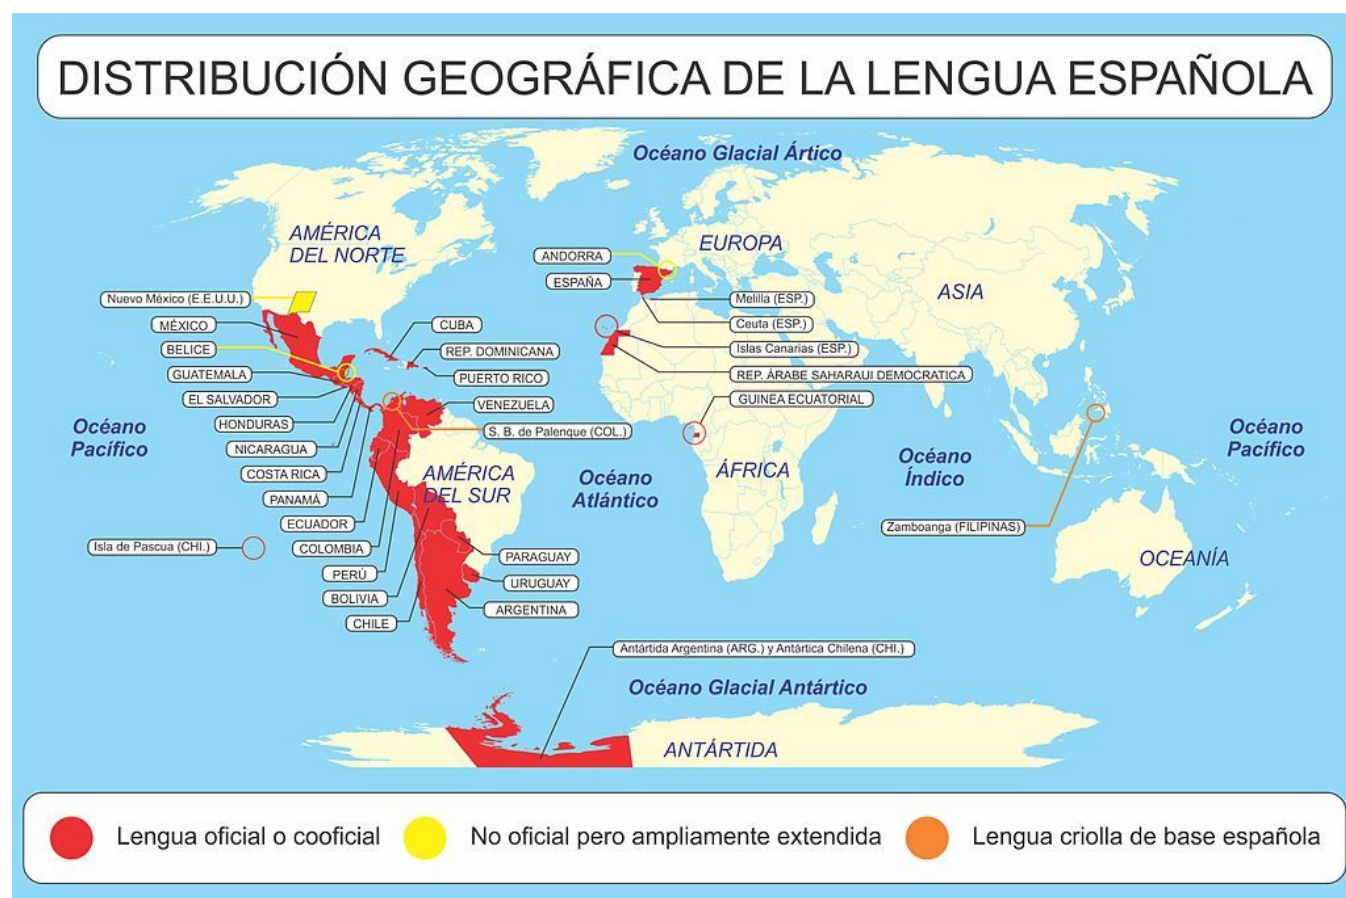 DISTRIBUCIÓN GEOGRÁFICA DE LA LENGUA ESPAÑOLA
Océano Glacial Ártico
AMÉRICA
DEL NORTE
EUROPA
ASIA
ANDORRA
ESPAÑA
Nuevo México (E.E.U.U.)
MÉXICO
BELICE
GUATEMALA
EL SALVADOR
HONDURAS
NICARAGUA
COSTA RICA
PANAMÁ
ECUADOR
COLOMBIA
PERÚ
BOLIVIA
CHILE
CUBA
REP. DOMINICANA
PUERTO RICO
VENEZUELA
S. B. de Palenque (COL.)
Melilla (ESP.)
Ceuta (ESP.)
Islas Canarias (ESP.)
REP. ÁRABE SAHARAUI DEMOCRATICA
GUINEA ECUATORIAL
Océano
Pacífico
AMÉRICA
DEL SUR
Océano
Atlántico
ÁFRICA
Océano
Índico
Océano
Pacífico
Zamboanga (FILIPINAS)
OCEANÍA
Isla de Pascua (CHI.)
PARAGUAY
URUGUAY
ARGENTINA
Antártida Argentina (ARG.) y Antártica Chilena (CHI.)
Océano Glacial Antártico
ANTÁRTIDA
Lengua oficial o cooficial
No oficial pero ampliamente extendida
Lengua criolla de base española